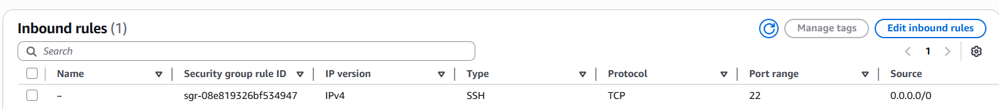 Inbound rules (1)
Manage tags
Edit inbound rules
Search
1
Name Security group rule ID IP version Type Protocol Port range Source
– sgr-08e819326bf534947 IPv4 SSH TCP 22 0.0.0.0/0